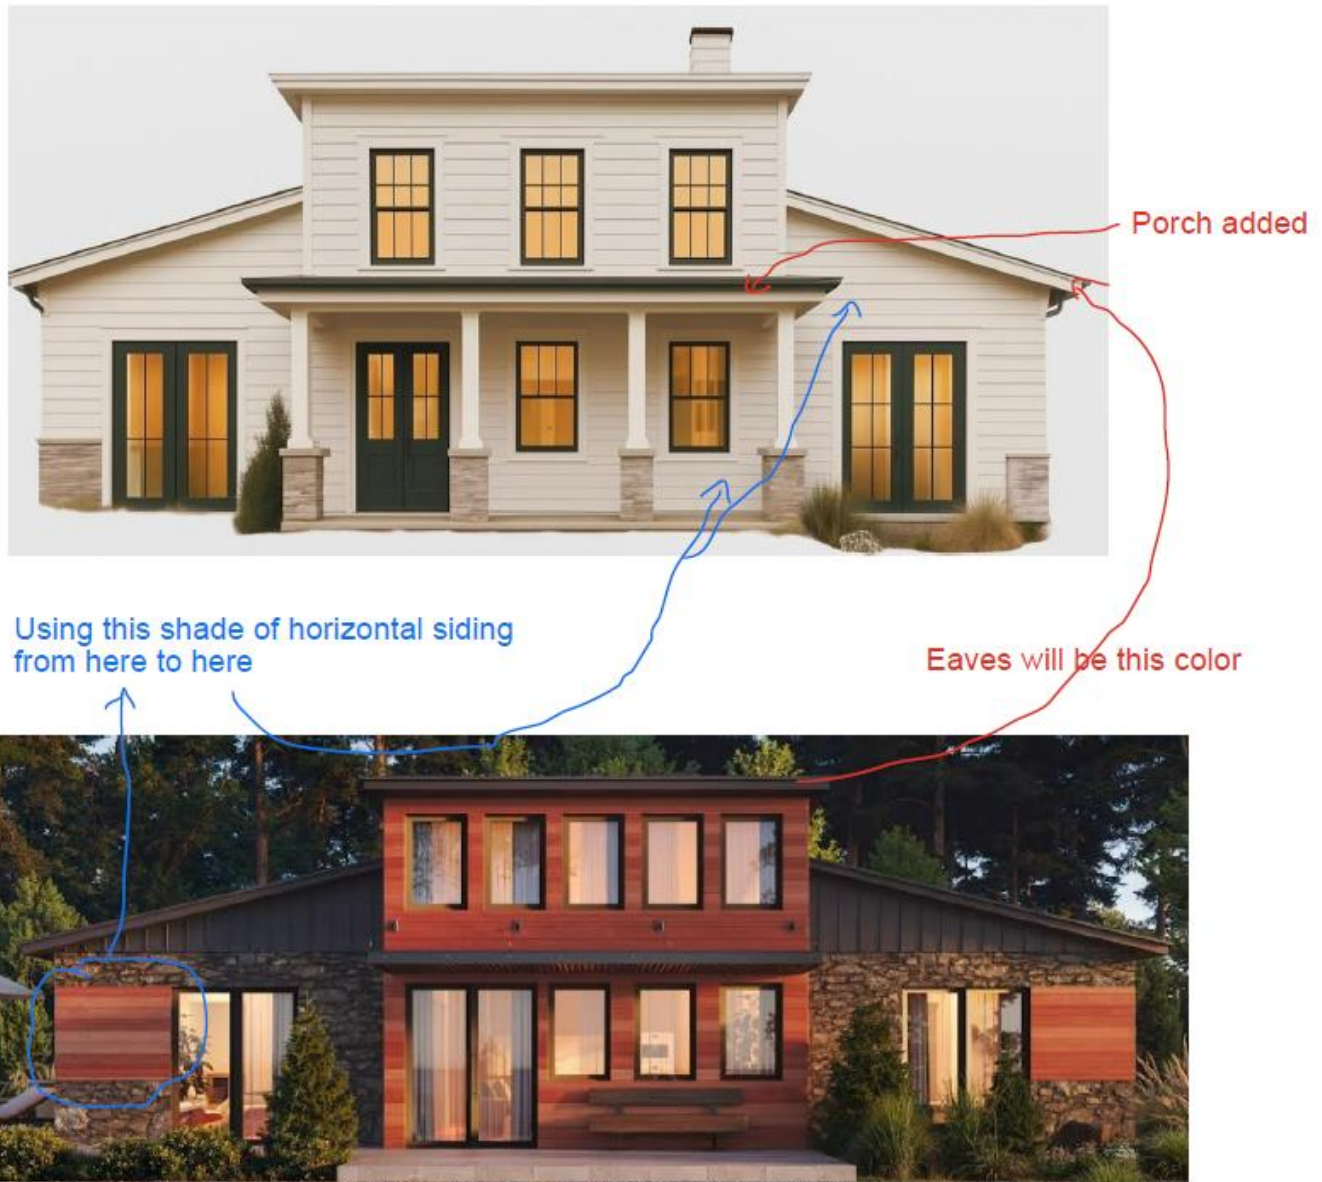 Porch added
Using this shade of horizontal siding
from here to here
Eaves will be this color